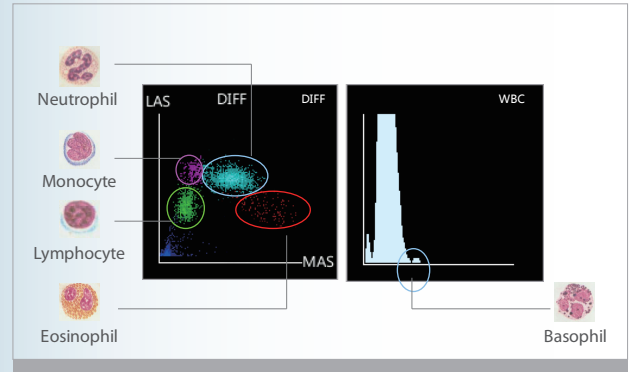 Neutrophil
Monocyte
Lymphocyte
Eosinophil
LAS
DIFF
DIFF
MAS
WBC
Basophil